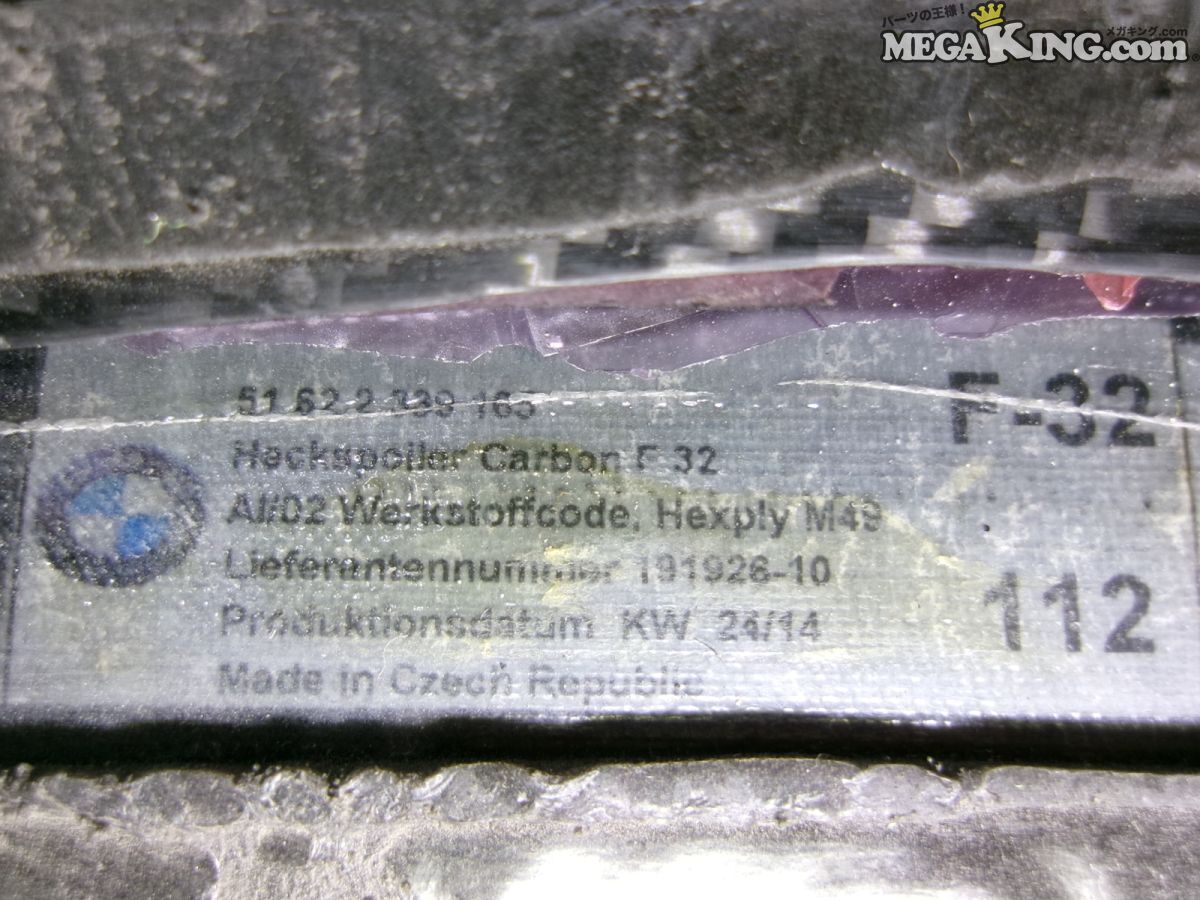 パーツの王様！
メガキング.com
MEGAKING.com
51.62 2 339 165
Hackspoiler Carbon F 32
AI/02 Werkstoffcode, Hexply M49
Lieferantennummer 191926-10
Produktionsdatum KW 24/14
Made in Czech Republic
F-32
112